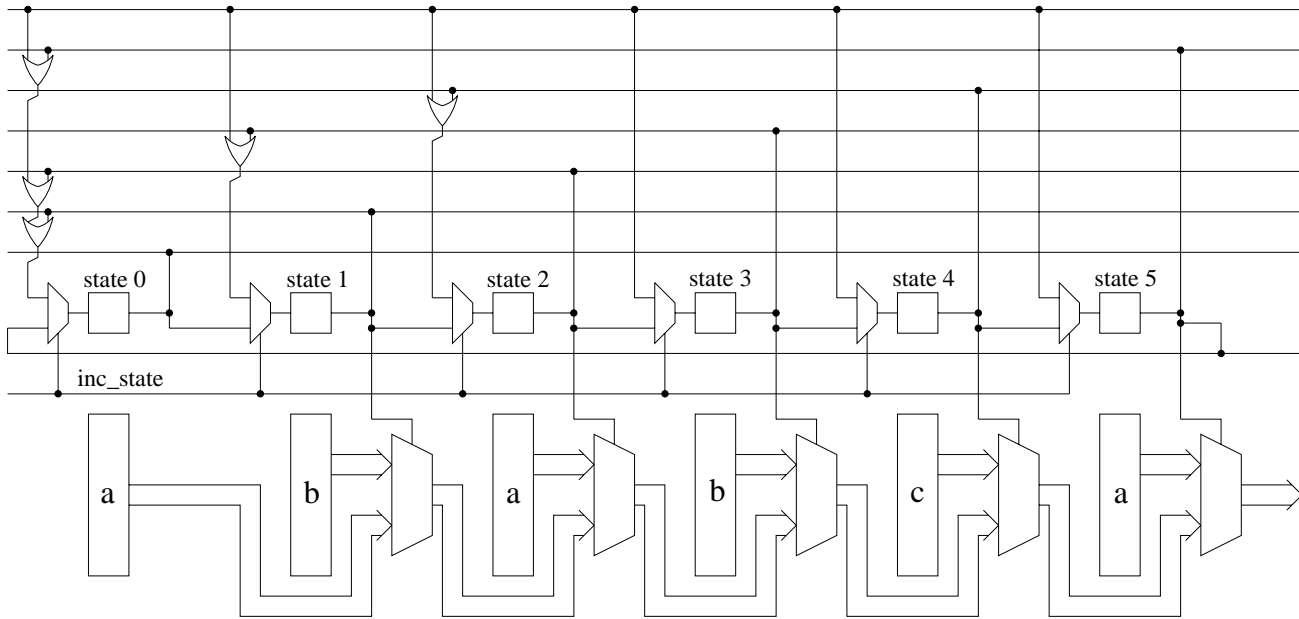 state 0
state 1
state 2
state 3
state 4
state 5
inc_state
a
b
a
b
c
a